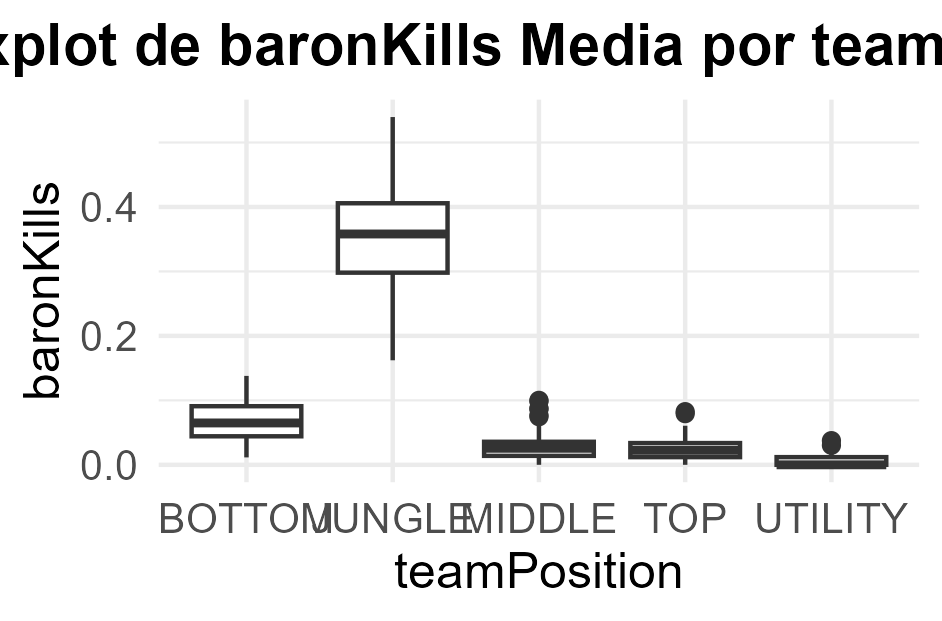 xplot de baronKills Media por team
baronKills
0.4
0.2
0.0
BOTTOM JUNGLE MIDDLE TOP UTILITY
teamPosition